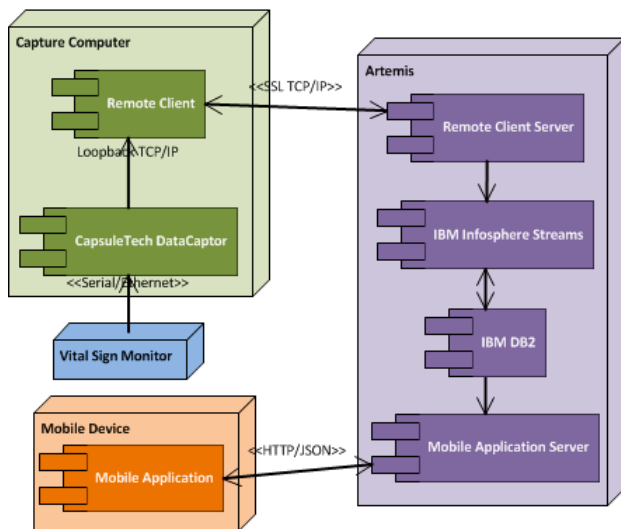 Capture Computer
Remote Client
Loopback TCP/IP
CapsuleTech DataCaptor
<<Serial/Ethernet>>
Vital Sign Monitor
Mobile Device
Mobile Application
<<SSL TCP/IP>>
<<HTTP/JSON>>
Artemis
Remote Client Server
IBM Infosphere Streams
IBM DB2
Mobile Application Server